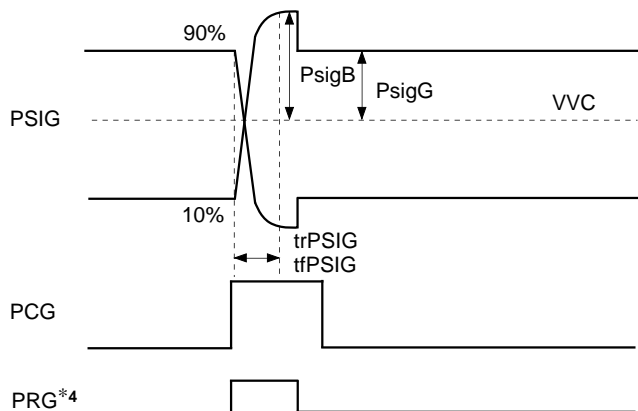 90%
PsigB
PsigG
VVC
PSIG
10%
trPSIG
tfPSIG
PCG
PRG*4